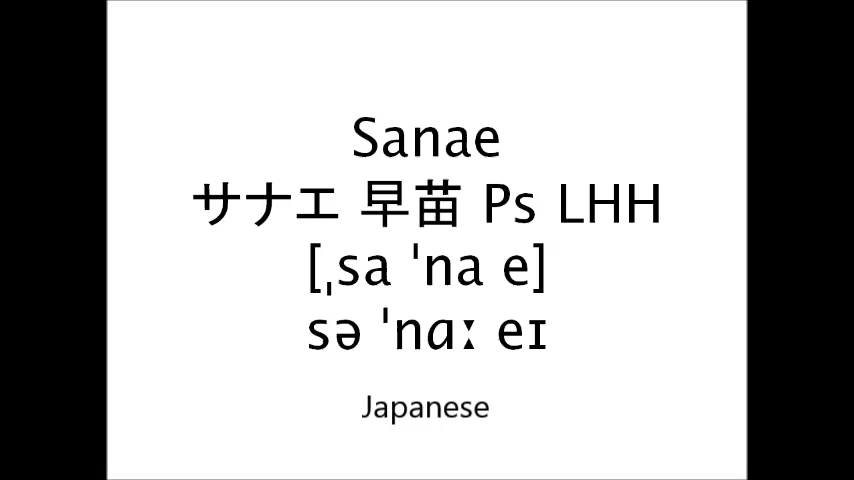 Sanae
サナエ 早苗 Ps LHH
[ˌsa ˈna e]
sə ˈnɑː eɪ
Japanese